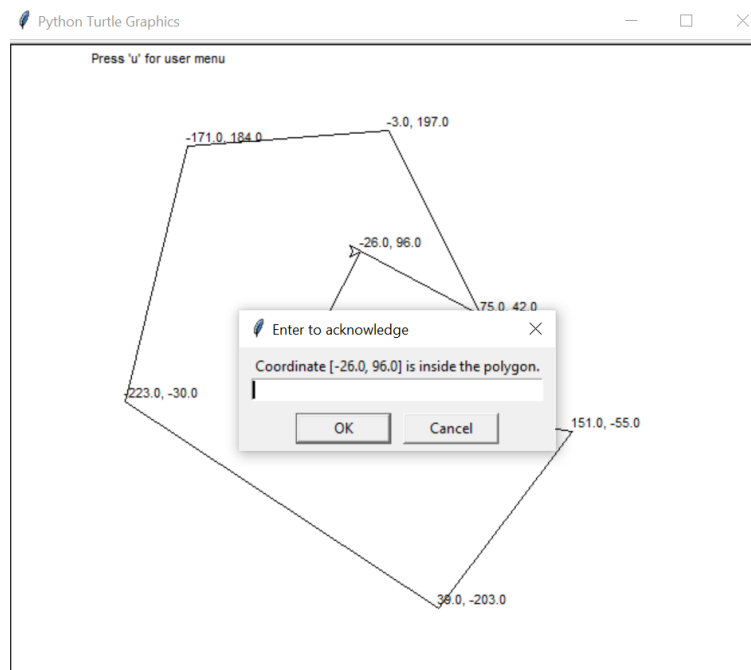 Python Turtle Graphics
Press 'u' for user menu
-3.0, 197.0
-171.0, 184.0
-26.0, 96.0
75.0, 42.0
Enter to acknowledge
Coordinate [-26.0, 96.0] is inside the polygon.
-223.0, -30.0
OK
Cancel
151.0, -55.0
39.0, -203.0